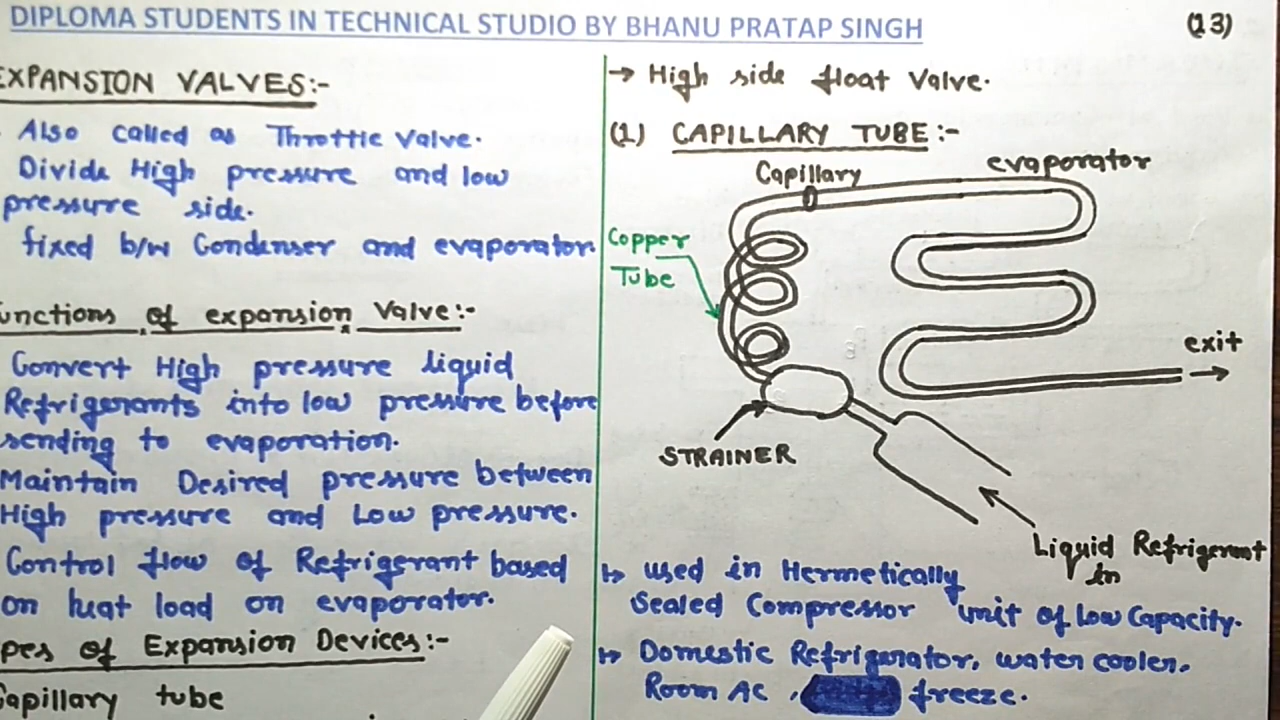 DIPLOMA STUDENTS IN TECHNICAL STUDIO BY BHANU PRATAP SINGH
(13)
EXPANSION VALVES:-
Also called as Throttle Valve.
Divide High pressure and low
pressure side.
fixed b/w Condenser and evaporator.
unctions of expansion Valve:-
Convert High pressure liquid
Refrigerants into low pressure before
sending to evaporation.
Maintain Desired pressure between
High pressure and Low pressure.
Control flow of Refrigerant based
on heat load on evaporator.
pes of Expansion Devices:-
Capillary tube
→ High side float Valve.
(1) CAPILLARY TUBE:-
Capillary
evaporator
Copper
Tube
exit
STRAINER
Liquid Refrigerant
in
used in Hermetically
Sealed Compressor unit of low Capacity.
Domestic Refrigerator, water cooler,
Room AC, freeze.